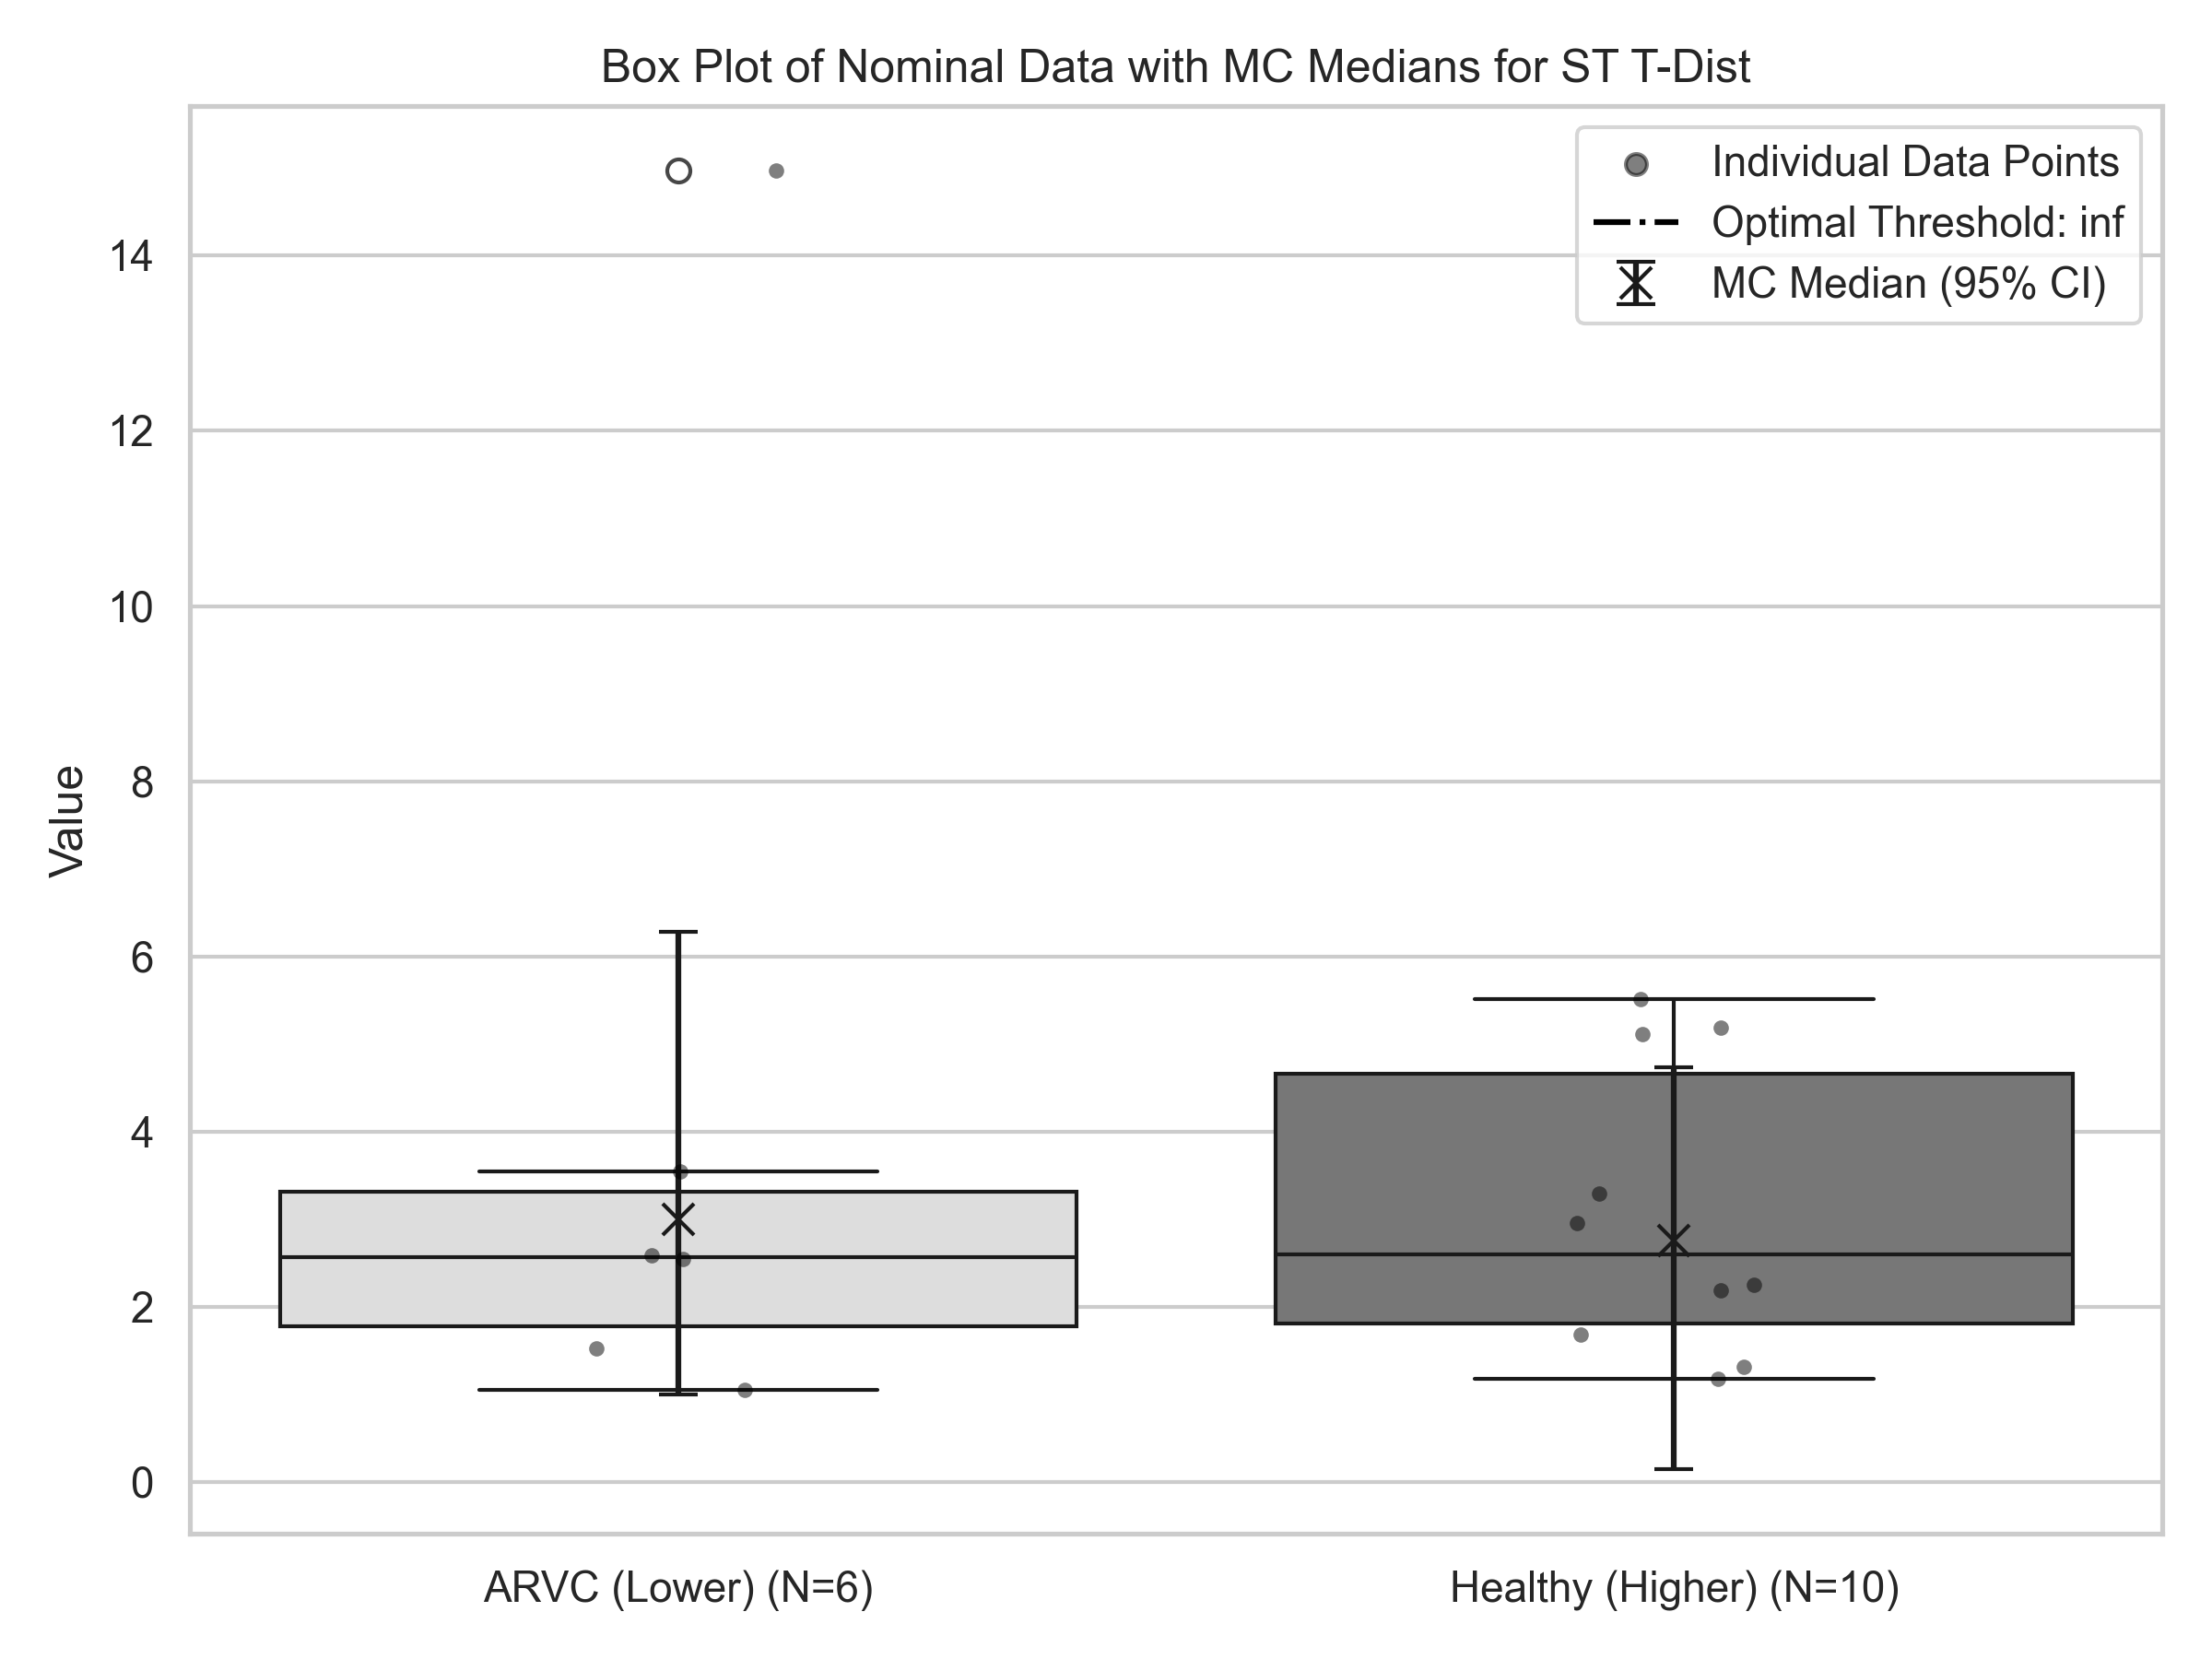 Box Plot of Nominal Data with MC Medians for ST T-Dist
Individual Data Points
Optimal Threshold: inf
MC Median (95% CI)
Value
14
12
10
8
6
4
2
0
ARVC (Lower) (N=6)
Healthy (Higher) (N=10)